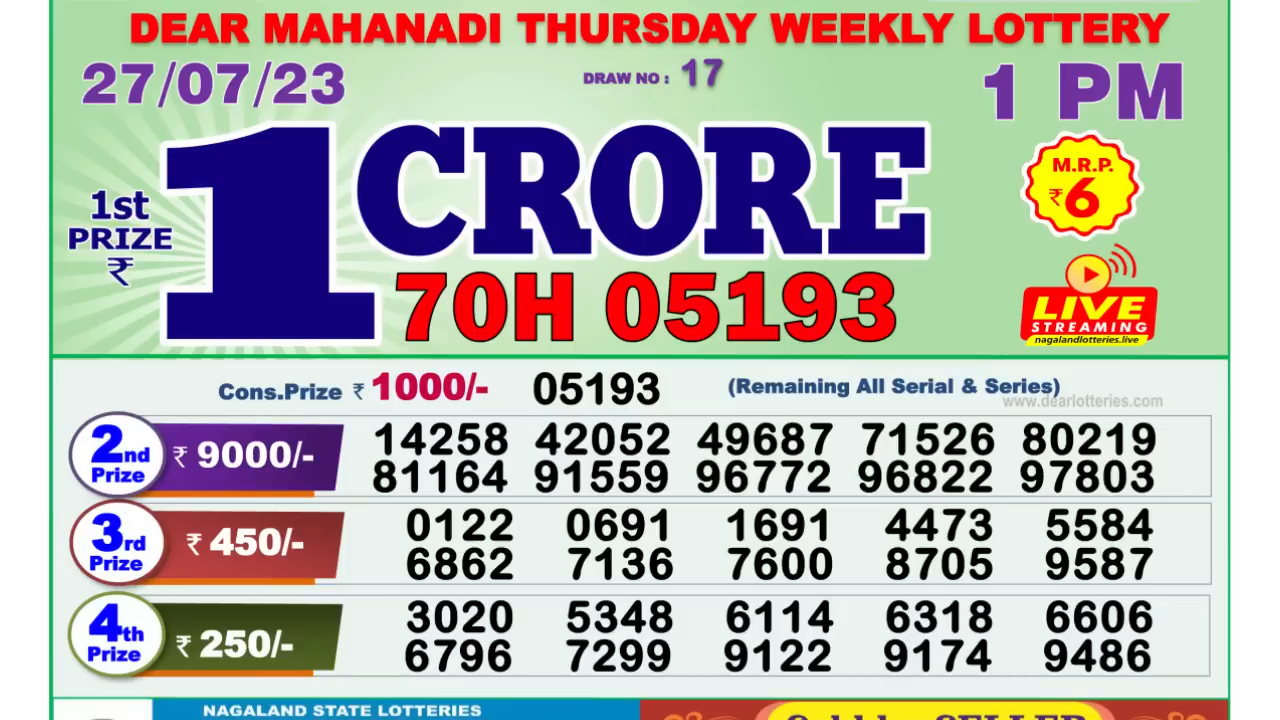 DEAR MAHANADI THURSDAY WEEKLY LOTTERY
27/07/23
DRAW NO : 17
1 PM
1st PRIZE ₹
1 CRORE
M.R.P.
₹6
70H 05193
LIVE
STREAMING
nagalandlotteries.live
Cons.Prize ₹ 1000/- 05193 (Remaining All Serial & Series)
www.dearlotteries.com
2nd Prize ₹ 9000/-
14258 42052 49687 71526 80219
81164 91559 96772 96822 97803
3rd Prize ₹ 450/-
0122 0691 1691 4473 5584
6862 7136 7600 8705 9587
4th Prize ₹ 250/-
3020 5348 6114 6318 6606
6796 7299 9122 9174 9486
NAGALAND STATE LOTTERIES